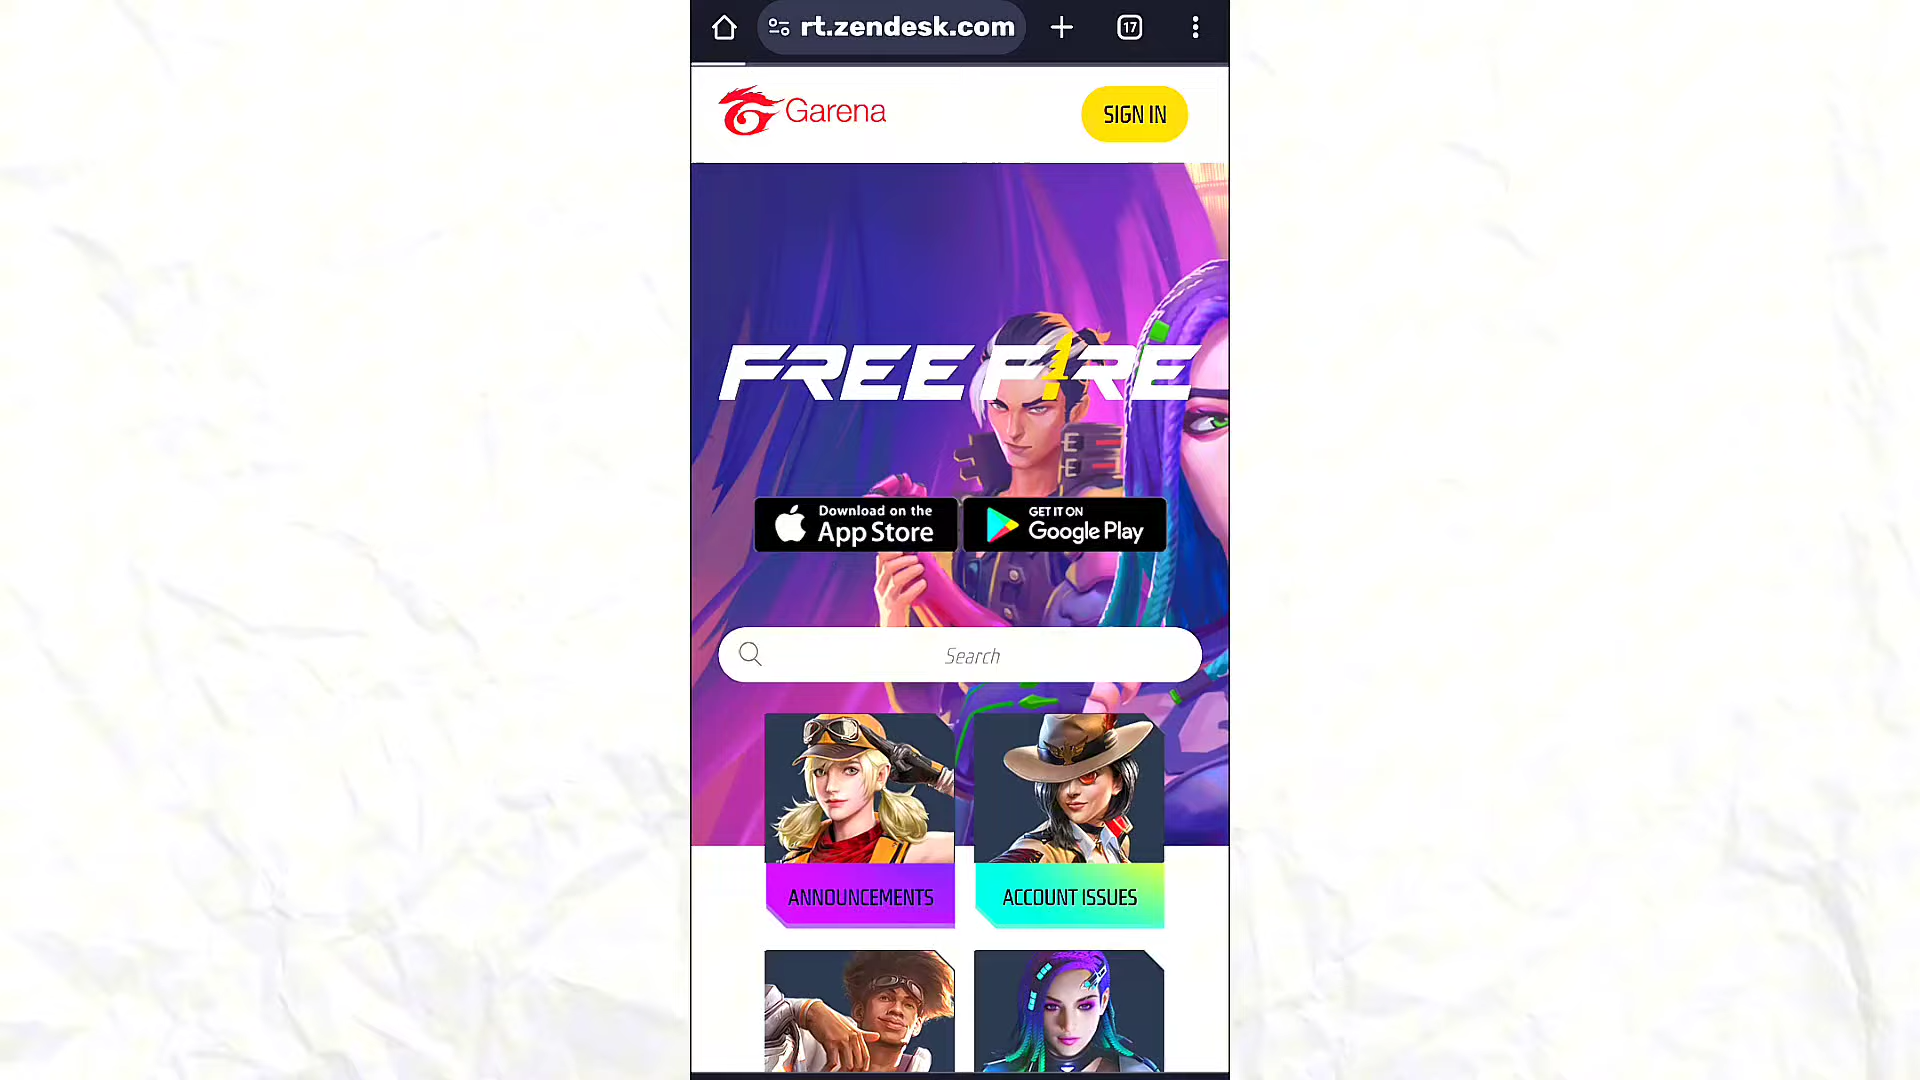 rt.zendesk.com
17
Garena
SIGN IN
FREE FIRE
Download on the
App Store
GET IT ON
Google Play
Search
ANNOUNCEMENTS
ACCOUNT ISSUES